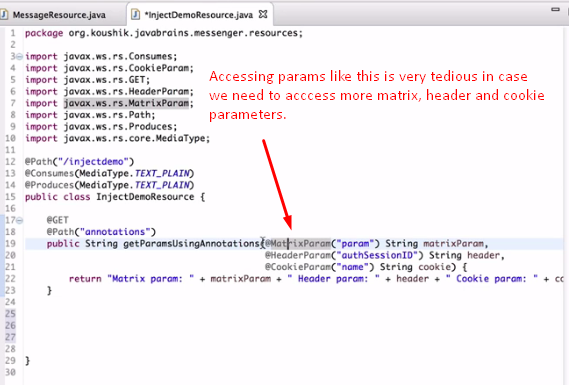 MessageResource.java
*InjectDemoResource.java
1 package org.koushik.javabrains.messenger.resources;
2
3 import javax.ws.rs.Consumes;
4 import javax.ws.rs.CookieParam;
5 import javax.ws.rs.GET;
6 import javax.ws.rs.HeaderParam;
7 import javax.ws.rs.MatrixParam;
8 import javax.ws.rs.Path;
9 import javax.ws.rs.Produces;
10 import javax.ws.rs.core.MediaType;
11
Accessing params like this is very tedious in case
we need to acccess more matrix, header and cookie
parameters.
12 @Path("/injectdemo")
13 @Consumes(MediaType.TEXT_PLAIN)
14 @Produces(MediaType.TEXT_PLAIN)
15 public class InjectDemoResource {
16
17 @GET
18 @Path("annotations")
19 public String getParamsUsingAnnotations(@MatrixParam("param") String matrixParam,
20 @HeaderParam("authSessionID") String header,
21 @CookieParam("name") String cookie) {
22 return "Matrix param: " + matrixParam + " Header param: " + header + " Cookie param: " + co
23 }
24
25
26
27
28
29 }
30